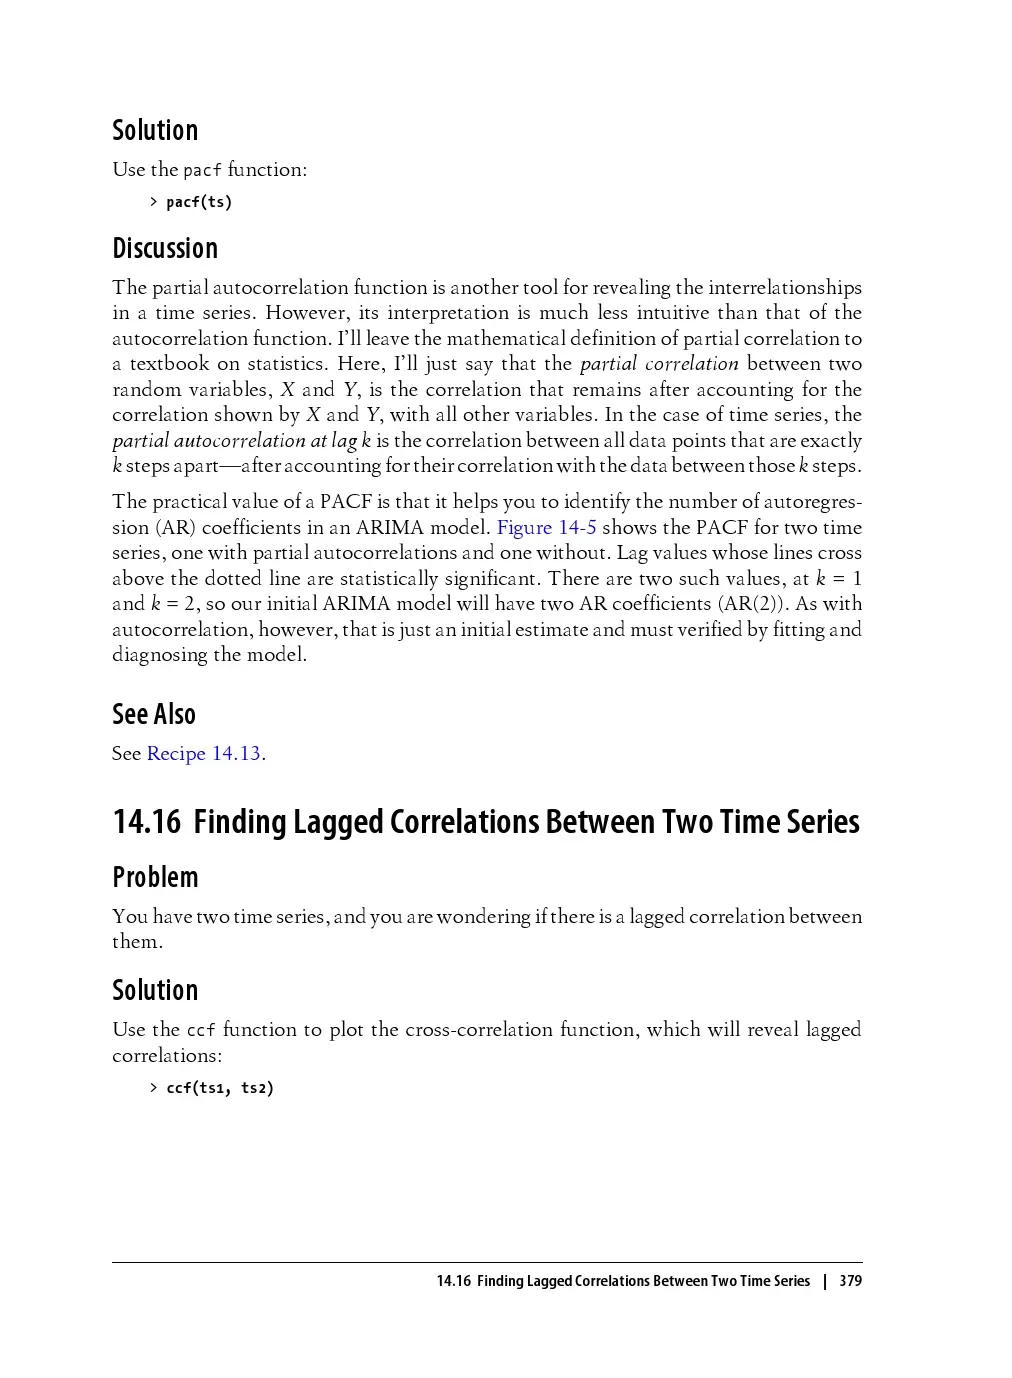 Solution
Use the pacf function:
> pacf(ts)
Discussion
The partial autocorrelation function is another tool for revealing the interrelationships
in a time series. However, its interpretation is much less intuitive than that of the
autocorrelation function. I’ll leave the mathematical definition of partial correlation to
a textbook on statistics. Here, I’ll just say that the partial correlation between two
random variables, X and Y, is the correlation that remains after accounting for the
correlation shown by X and Y, with all other variables. In the case of time series, the
partial autocorrelation at lag k is the correlation between all data points that are exactly
k steps apart—after accounting for their correlation with the data between those k steps.
The practical value of a PACF is that it helps you to identify the number of autoregres-
sion (AR) coefficients in an ARIMA model. Figure 14-5 shows the PACF for two time
series, one with partial autocorrelations and one without. Lag values whose lines cross
above the dotted line are statistically significant. There are two such values, at k = 1
and k = 2, so our initial ARIMA model will have two AR coefficients (AR(2)). As with
autocorrelation, however, that is just an initial estimate and must verified by fitting and
diagnosing the model.
See Also
See Recipe 14.13.
14.16 Finding Lagged Correlations Between Two Time Series
Problem
You have two time series, and you are wondering if there is a lagged correlation between
them.
Solution
Use the ccf function to plot the cross-correlation function, which will reveal lagged
correlations:
> ccf(ts1, ts2)
14.16 Finding Lagged Correlations Between Two Time Series | 379